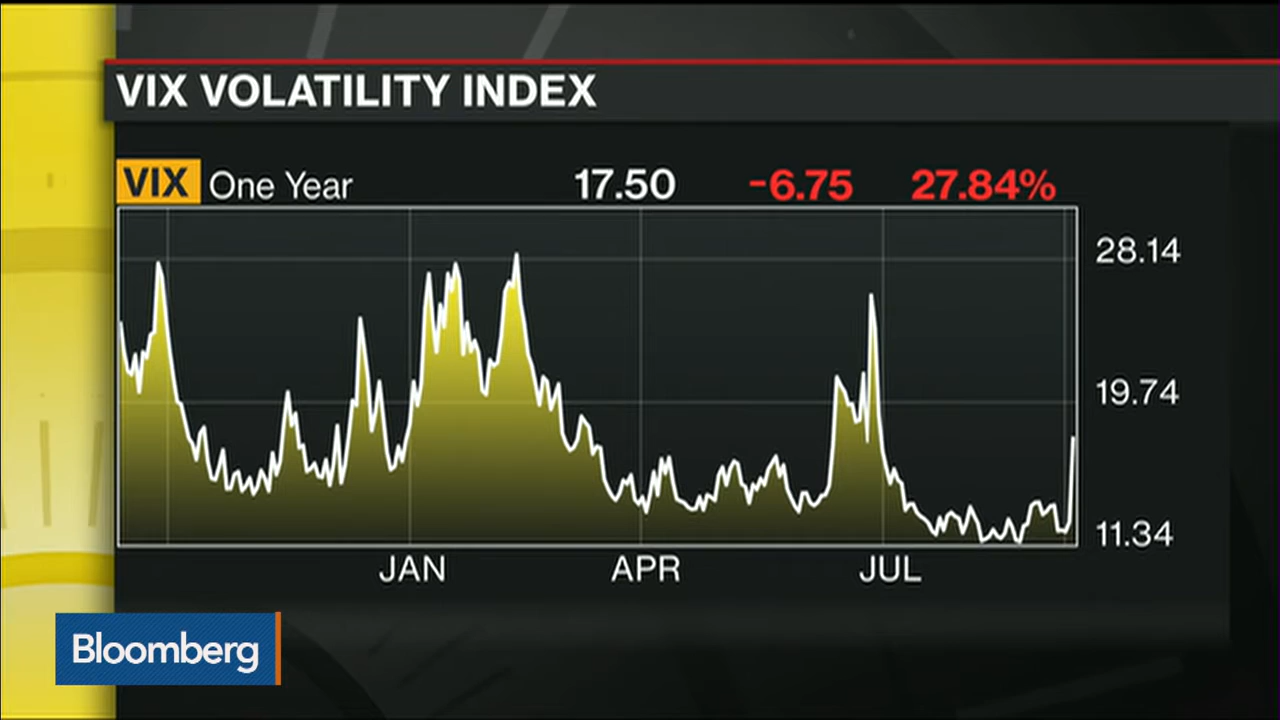 VIX VOLATILITY INDEX
VIX One Year 17.50 -6.75 27.84%
28.14
19.74
11.34
JAN APR JUL
Bloomberg